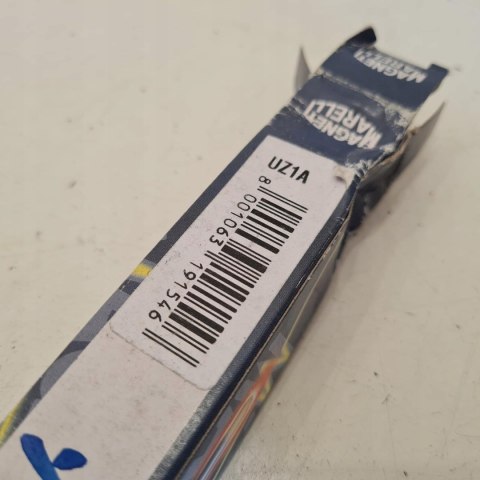 MAGNETI
MARELLI
MAGNETI
MARELLI
UZ1A
8 001063 191546